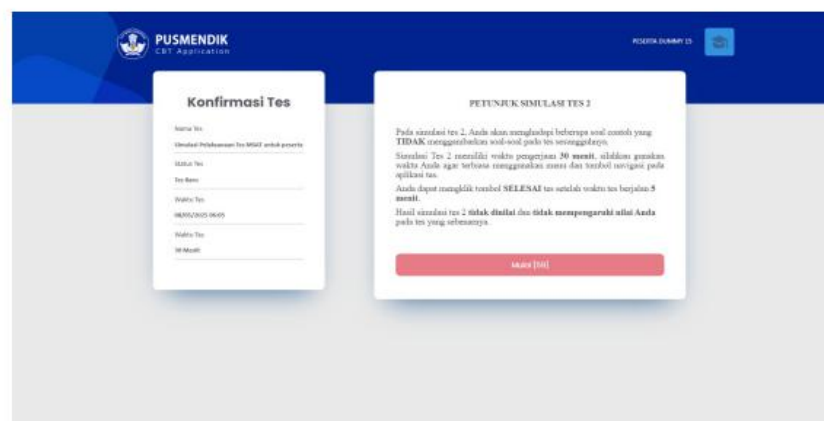 PUSMENDIK
CBT Application
PESERTA DUMMY 15
Konfirmasi Tes
Nama Tes
Simulasi Pelaksanaan Tes MSAT untuk peserta
Status Tes
Tes Baru
Waktu Tes
Waktu Tes
30 Menit
PETUNJUK SIMULASI TES 2
Pada simulasi tes 2, Anda akan menghadapi beberapa soal contoh yang
TIDAK menggambarkan soal-soal pada tes sesungguhnya.
Simulasi Tes 2 memiliki waktu pengerjaan 30 menit, silahkan gunakan
waktu Anda agar terbiasa menggunakan menu dan tombol navigasi pada
aplikasi tes.
Anda dapat mengklik tombol SELESAI tes setelah waktu tes berjalan 5
menit.
Hasil simulasi tes 2 tidak dinilai dan tidak mempengaruhi nilai Anda
pada tes yang sebenarnya.
Mulai [59]